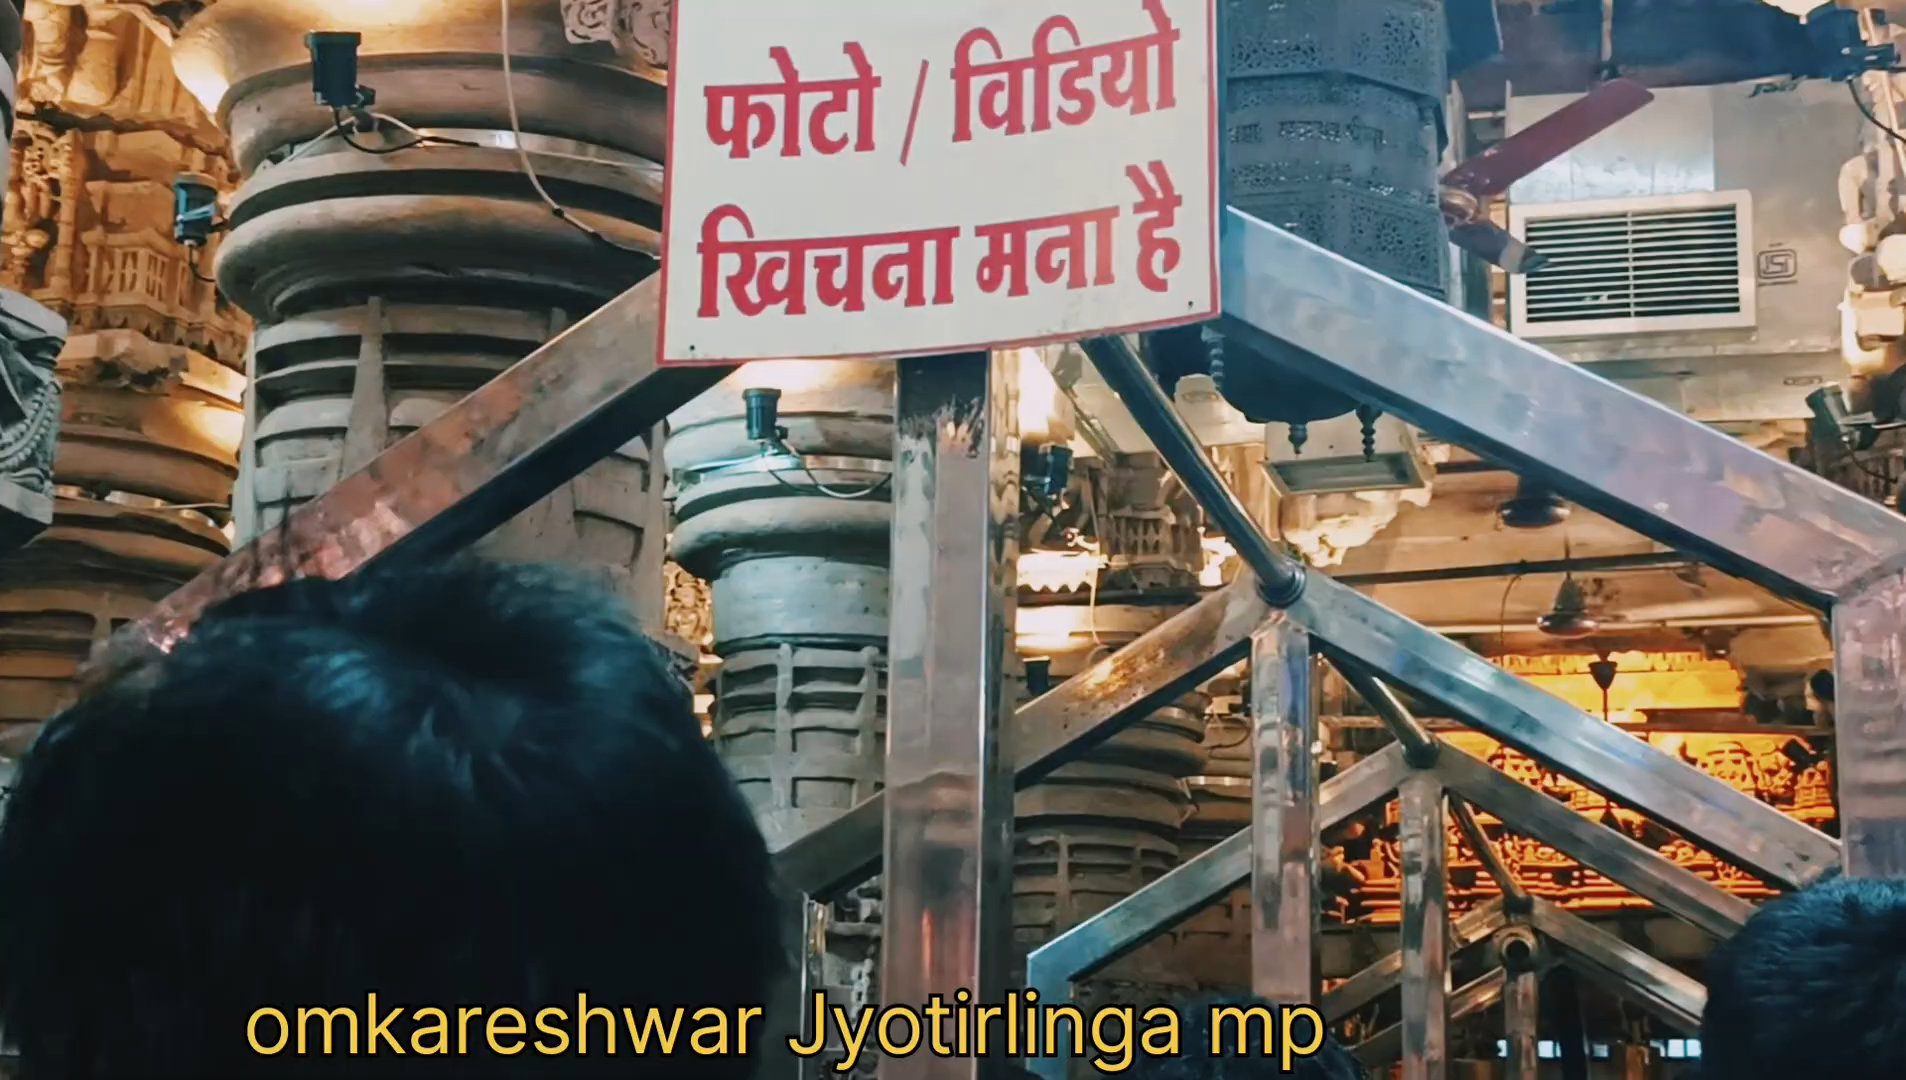 फोटो / विडियो
खिचना मना है
omkareshwar Jyotirlinga mp